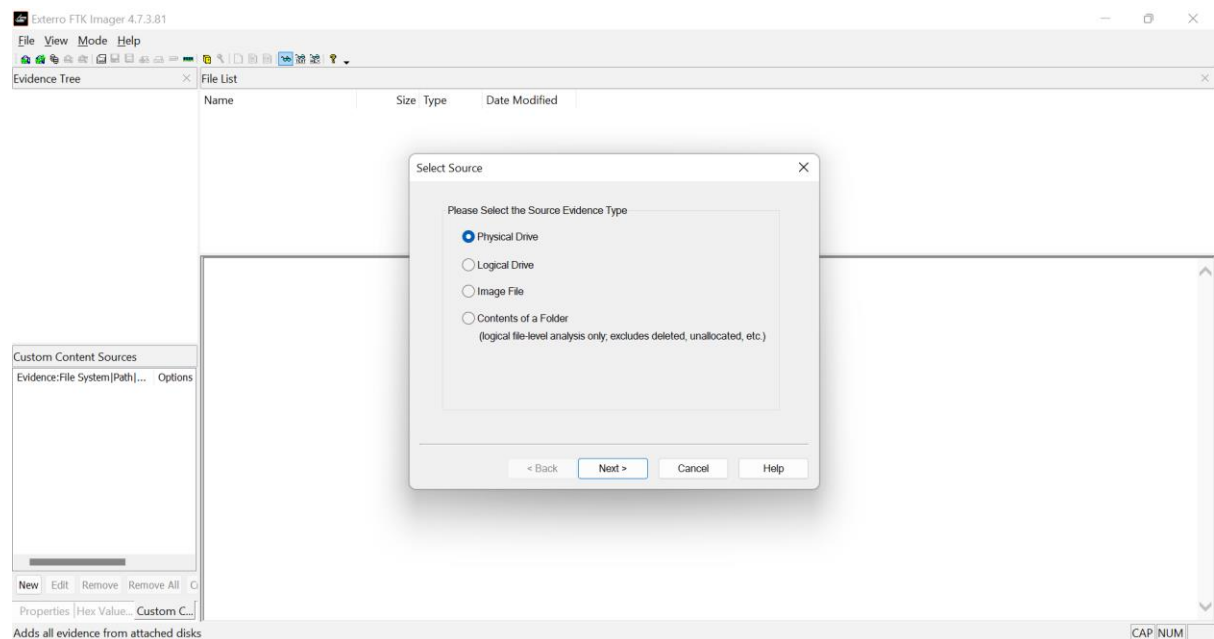 Exterro FTK Imager 4.7.3.81
File View Mode Help
Evidence Tree
File List
Name Size Type Date Modified
Select Source
Please Select the Source Evidence Type
Physical Drive
Logical Drive
Image File
Contents of a Folder
(logical file-level analysis only; excludes deleted, unallocated, etc.)
< Back Next > Cancel Help
Custom Content Sources
Evidence:File System|Path|... Options
New Edit Remove Remove All
Properties Hex Value... Custom C...
Adds all evidence from attached disks
CAP NUM